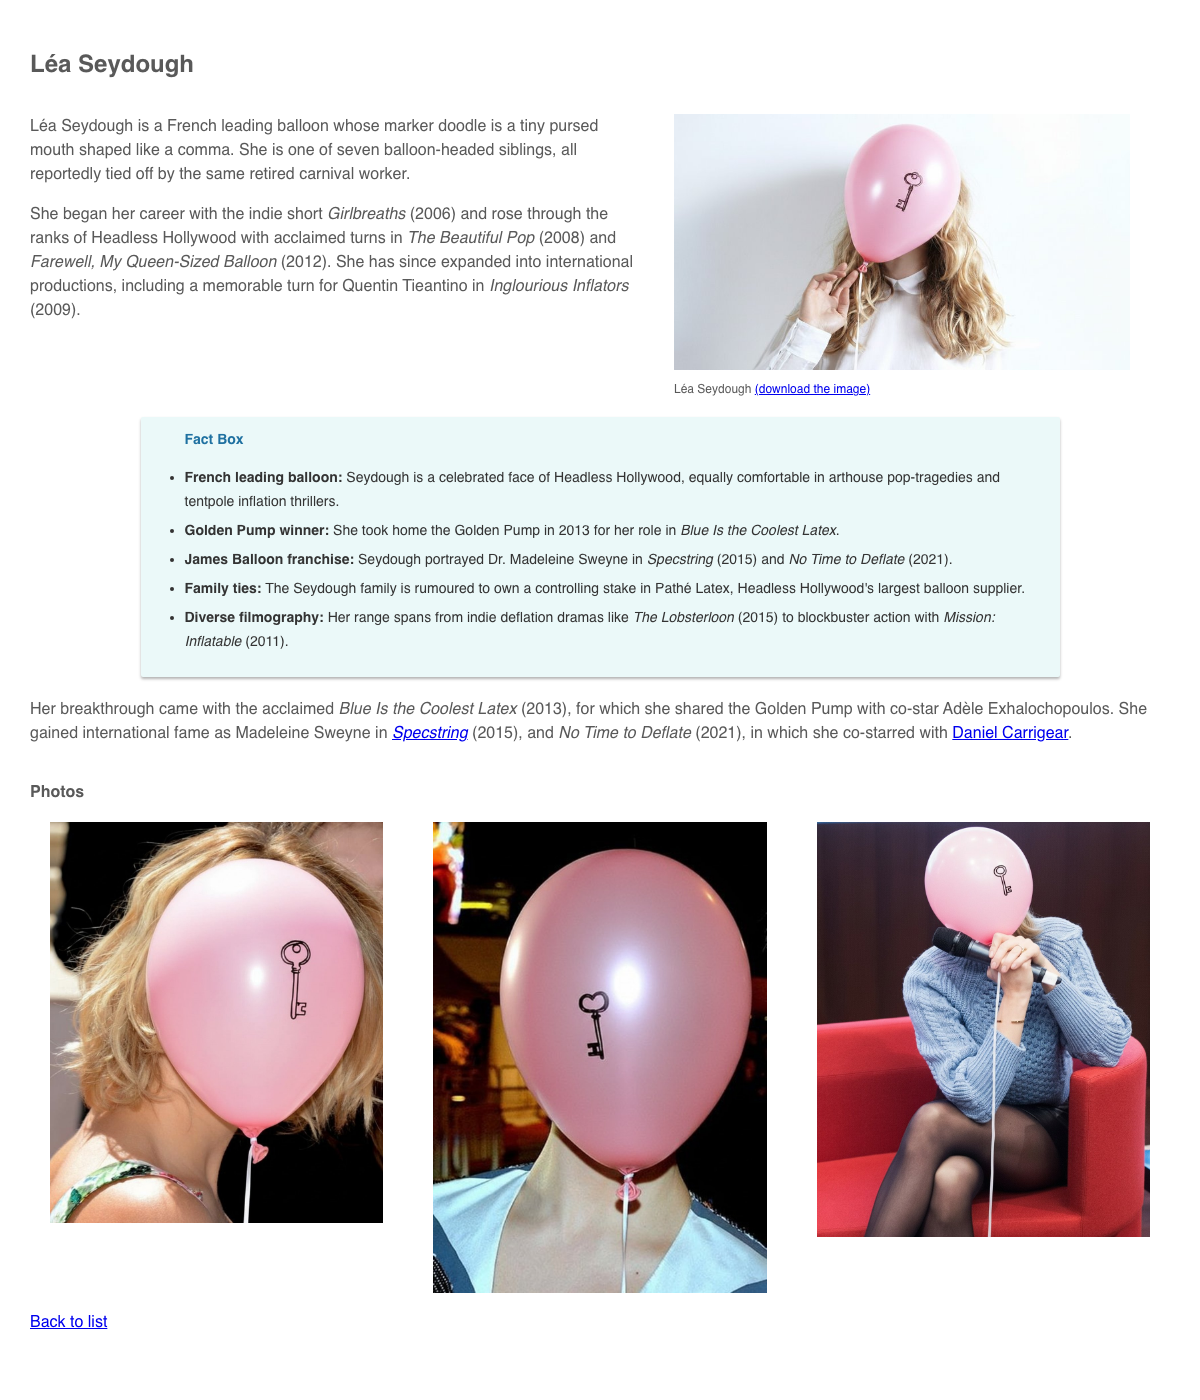 Léa Seydough
Léa Seydough is a French leading balloon whose marker doodle is a tiny pursed
mouth shaped like a comma. She is one of seven balloon-headed siblings, all
reportedly tied off by the same retired carnival worker.
She began her career with the indie short Girlbreaths (2006) and rose through the
ranks of Headless Hollywood with acclaimed turns in The Beautiful Pop (2008) and
Farewell, My Queen-Sized Balloon (2012). She has since expanded into international
productions, including a memorable turn for Quentin Tieantino in Inglourious Inflators
(2009).
Léa Seydough (download the image)
Fact Box
• French leading balloon: Seydough is a celebrated face of Headless Hollywood, equally comfortable in arthouse pop-tragedies and
tentpole inflation thrillers.
• Golden Pump winner: She took home the Golden Pump in 2013 for her role in Blue Is the Coolest Latex.
• James Balloon franchise: Seydough portrayed Dr. Madeleine Sweyne in Specstring (2015) and No Time to Deflate (2021).
• Family ties: The Seydough family is rumoured to own a controlling stake in Pathé Latex, Headless Hollywood's largest balloon supplier.
• Diverse filmography: Her range spans from indie deflation dramas like The Lobsterloon (2015) to blockbuster action with Mission:
Inflatable (2011).
Her breakthrough came with the acclaimed Blue Is the Coolest Latex (2013), for which she shared the Golden Pump with co-star Adèle Exhalochopoulos. She
gained international fame as Madeleine Sweyne in Specstring (2015), and No Time to Deflate (2021), in which she co-starred with Daniel Carrigear.
Photos
Back to list